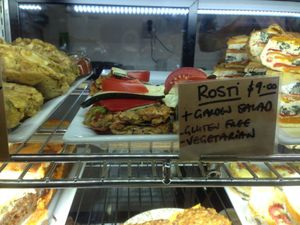 ROSTI $9.00
+ GARDEN SALAD
-GLUTEN FREE
-VEGETARIAN